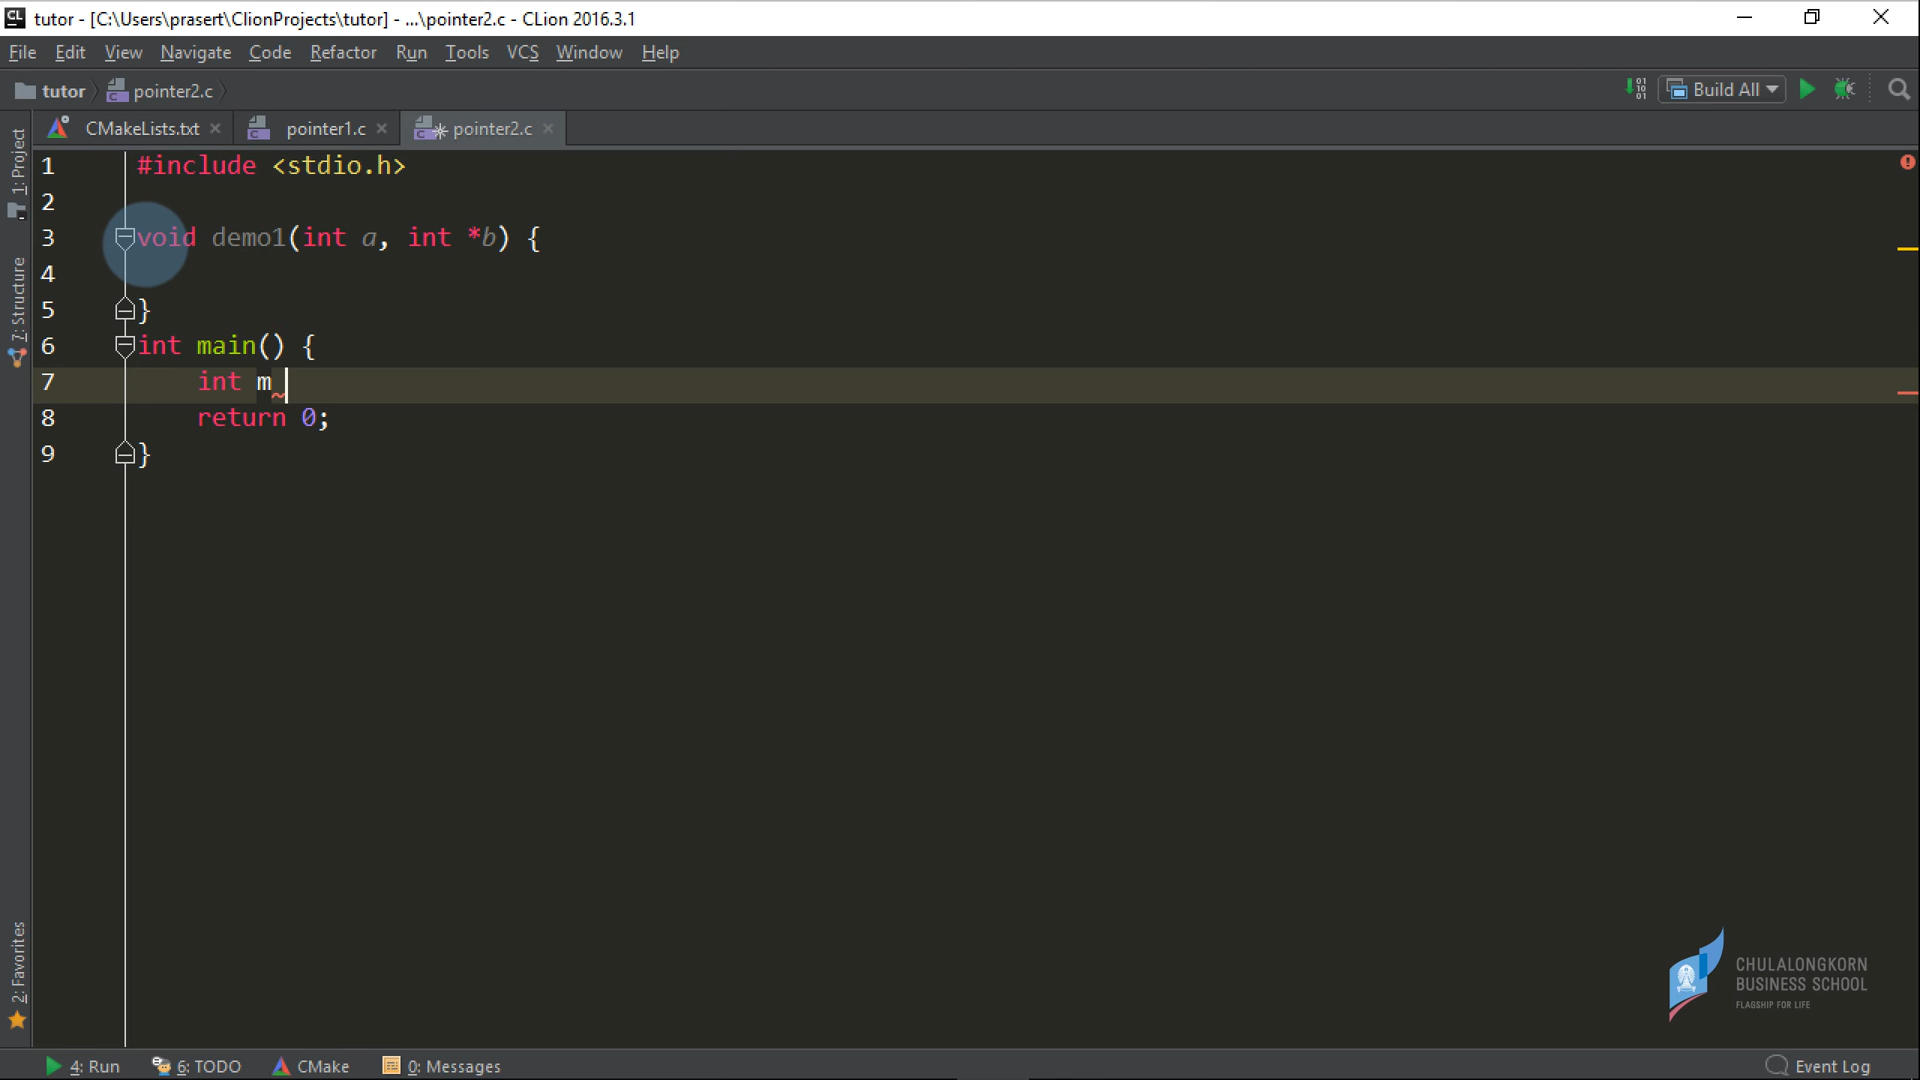 tutor - [C:\Users\prasert\ClionProjects\tutor] - ...\pointer2.c - CLion 2016.3.1
File Edit View Navigate Code Refactor Run Tools VCS Window Help
tutor pointer2.c Build All
CMakeLists.txt pointer1.c pointer2.c
1: Project
7: Structure
2: Favorites
1 #include <stdio.h>
2
3 void demo1(int a, int *b) {
4
5 }
6 int main() {
7     int m
8     return 0;
9 }
CHULALONGKORN
BUSINESS SCHOOL
FLAGSHIP FOR LIFE
4: Run 6: TODO CMake 0: Messages Event Log